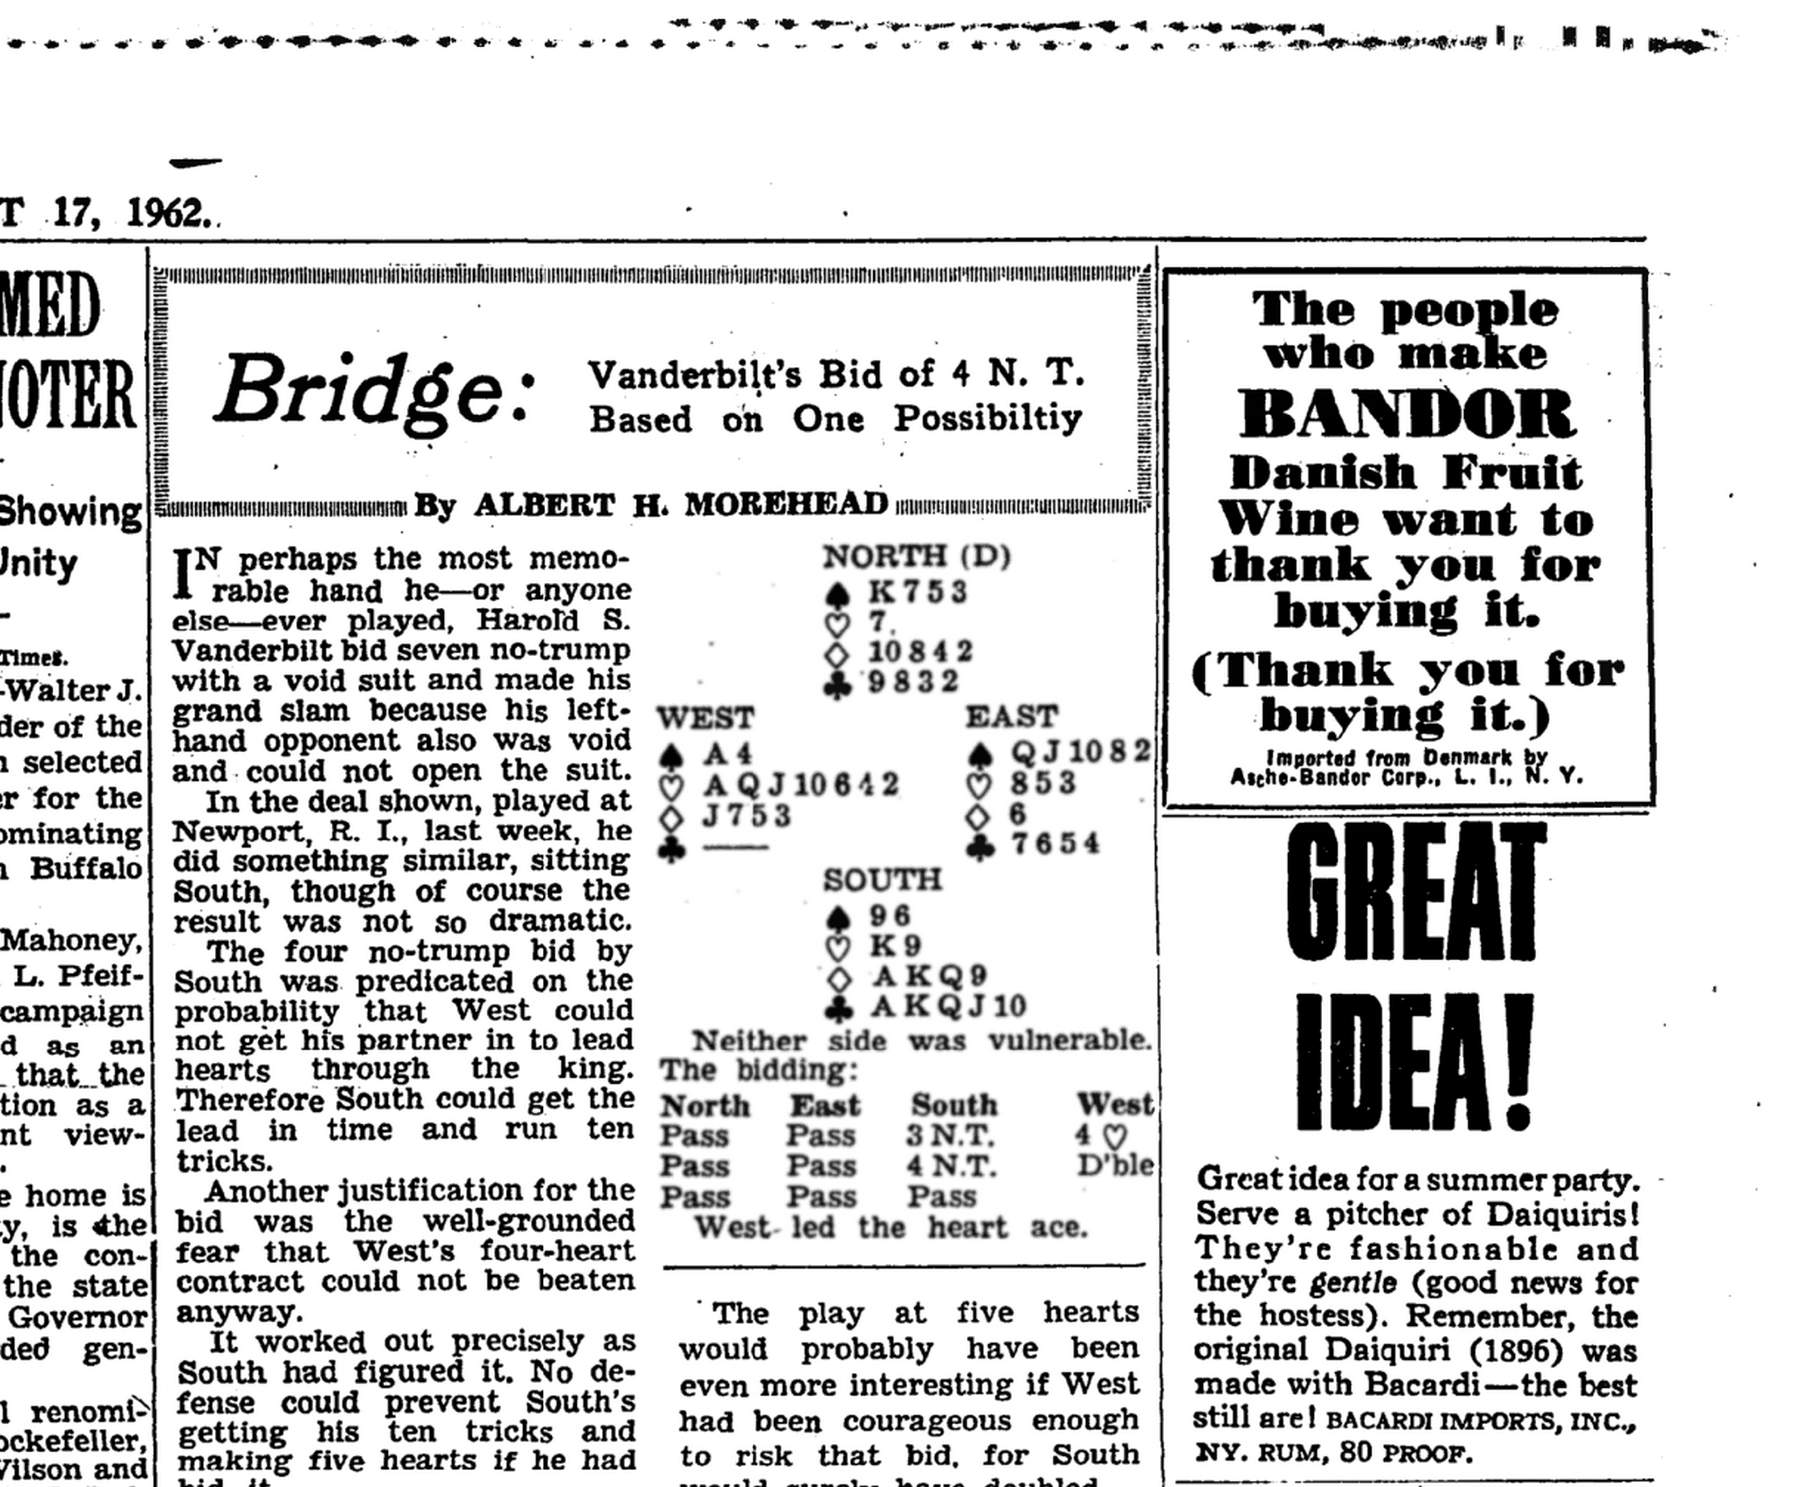 T 17, 1962.
MED
OTER
Showing
Unity
Times.
-Walter J.
der of the
selected
er for the
ominating
Buffalo
Mahoney,
L. Pfeif-
campaign
d as an
that the
tion as a
nt view-
e home is
y, is the
the con-
the state
Governor
ded gen-
l renomi-
ockefeller,
Wilson and
Bridge:
Vanderbilt's Bid of 4 N. T.
Based on One Possibiltiy
By ALBERT H. MOREHEAD
IN perhaps the most memo-
rable hand he—or anyone
else—ever played, Harold S.
Vanderbilt bid seven no-trump
with a void suit and made his
grand slam because his left-
hand opponent also was void
and could not open the suit.
In the deal shown, played at
Newport, R. I., last week, he
did something similar, sitting
South, though of course the
result was not so dramatic.
The four no-trump bid by
South was predicated on the
probability that West could
not get his partner in to lead
hearts through the king.
Therefore South could get the
lead in time and run ten
tricks.
Another justification for the
bid was the well-grounded
fear that West's four-heart
contract could not be beaten
anyway.
It worked out precisely as
South had figured it. No de-
fense could prevent South's
getting his ten tricks and
making five hearts if he had
bid it.
NORTH (D)
♠ K 7 5 3
♡ 7
♢ 10 8 4 2
♣ 9 8 3 2
WEST EAST
♠ A 4 ♠ Q J 10 8 2
♡ A Q J 10 6 4 2 ♡ 8 5 3
♢ J 7 5 3 ♢ 6
♣ —— ♣ 7 6 5 4
SOUTH
♠ 9 6
♡ K 9
♢ A K Q 9
♣ A K Q J 10
Neither side was vulnerable.
The bidding:
North East South West
Pass Pass 3 N.T. 4 ♡
Pass Pass 4 N.T. D'ble
Pass Pass Pass
West led the heart ace.
The play at five hearts
would probably have been
even more interesting if West
had been courageous enough
to risk that bid, for South
would surely have doubled
The people
who make
BANDOR
Danish Fruit
Wine want to
thank you for
buying it.
(Thank you for
buying it.)
Imported from Denmark by
Asche-Bandor Corp., L. I., N. Y.
GREAT
IDEA!
Great idea for a summer party.
Serve a pitcher of Daiquiris!
They're fashionable and
they're gentle (good news for
the hostess). Remember, the
original Daiquiri (1896) was
made with Bacardi—the best
still are! BACARDI IMPORTS, INC.,
NY. RUM, 80 PROOF.